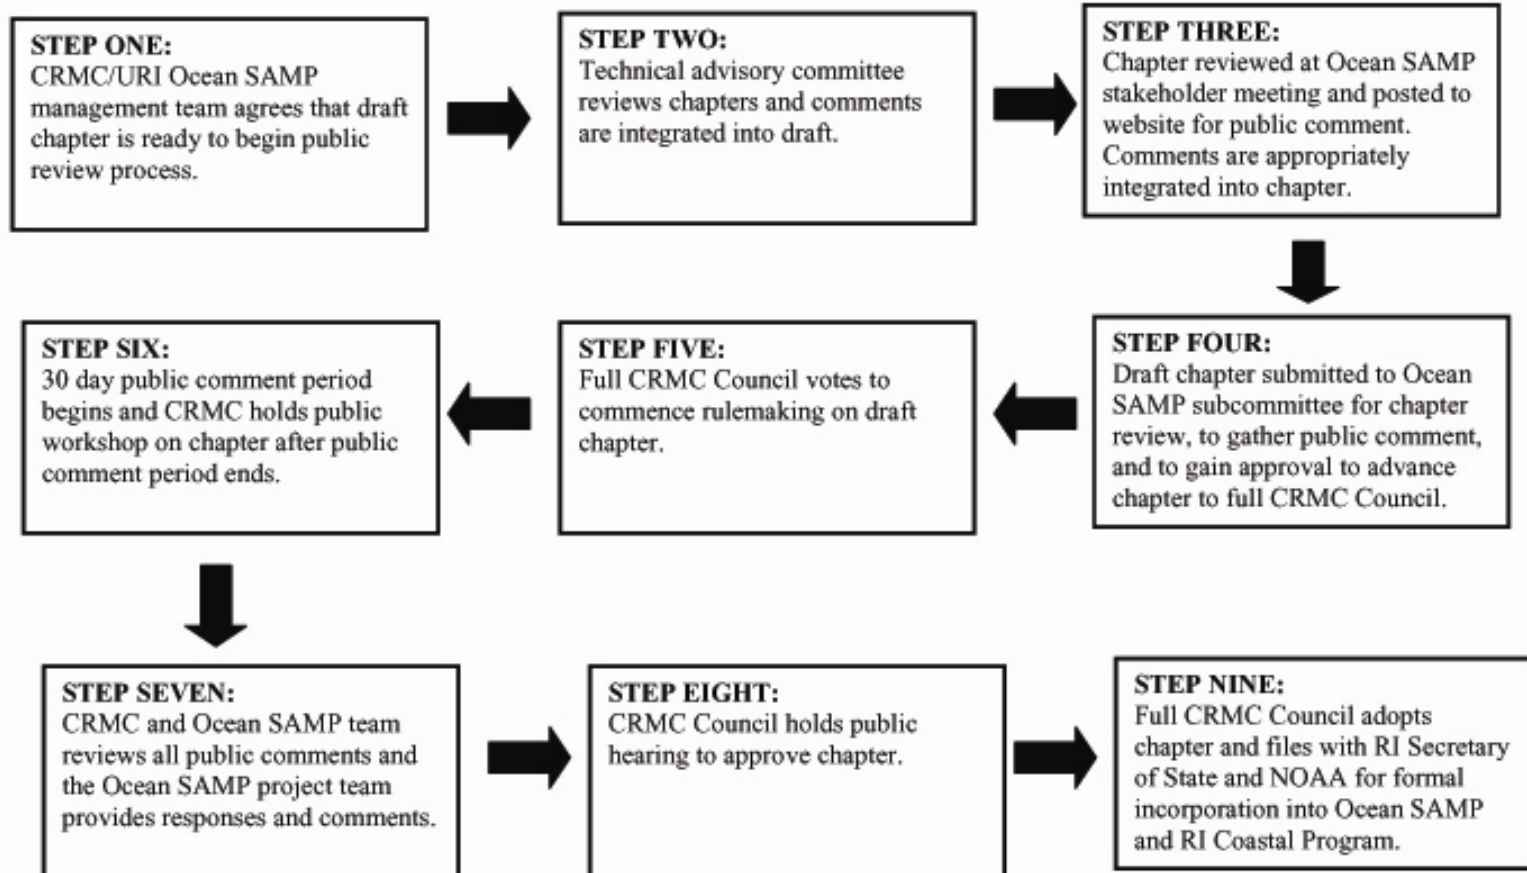 STEP ONE:
CRMC/URI Ocean SAMP
management team agrees that draft
chapter is ready to begin public
review process.
STEP TWO:
Technical advisory committee
reviews chapters and comments
are integrated into draft.
STEP THREE:
Chapter reviewed at Ocean SAMP
stakeholder meeting and posted to
website for public comment.
Comments are appropriately
integrated into chapter.
STEP FOUR:
Draft chapter submitted to Ocean
SAMP subcommittee for chapter
review, to gather public comment,
and to gain approval to advance
chapter to full CRMC Council.
STEP FIVE:
Full CRMC Council votes to
commence rulemaking on draft
chapter.
STEP SIX:
30 day public comment period
begins and CRMC holds public
workshop on chapter after public
comment period ends.
STEP SEVEN:
CRMC and Ocean SAMP team
reviews all public comments and
the Ocean SAMP project team
provides responses and comments.
STEP EIGHT:
CRMC Council holds public
hearing to approve chapter.
STEP NINE:
Full CRMC Council adopts
chapter and files with RI Secretary
of State and NOAA for formal
incorporation into Ocean SAMP
and RI Coastal Program.